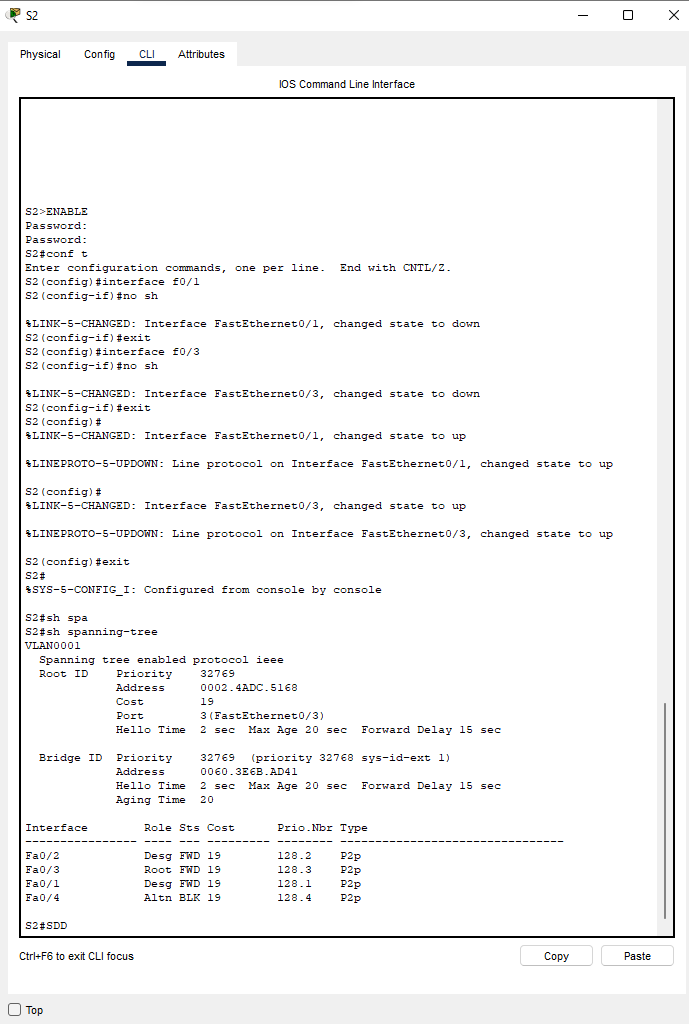 S2
Physical Config CLI Attributes
IOS Command Line Interface
S2>ENABLE
Password:
Password:
S2#conf t
Enter configuration commands, one per line.  End with CNTL/Z.
S2(config)#interface f0/1
S2(config-if)#no sh
%LINK-5-CHANGED: Interface FastEthernet0/1, changed state to down
S2(config-if)#exit
S2(config)#interface f0/3
S2(config-if)#no sh
%LINK-5-CHANGED: Interface FastEthernet0/3, changed state to down
S2(config-if)#exit
S2(config)#
%LINK-5-CHANGED: Interface FastEthernet0/1, changed state to up
%LINEPROTO-5-UPDOWN: Line protocol on Interface FastEthernet0/1, changed state to up
S2(config)#
%LINK-5-CHANGED: Interface FastEthernet0/3, changed state to up
%LINEPROTO-5-UPDOWN: Line protocol on Interface FastEthernet0/3, changed state to up
S2(config)#exit
S2#
%SYS-5-CONFIG_I: Configured from console by console
S2#sh spa
S2#sh spanning-tree
VLAN0001
  Spanning tree enabled protocol ieee
  Root ID    Priority    32769
             Address     0002.4ADC.5168
             Cost        19
             Port        3(FastEthernet0/3)
             Hello Time  2 sec  Max Age 20 sec  Forward Delay 15 sec
  Bridge ID  Priority    32769  (priority 32768 sys-id-ext 1)
             Address     0060.3E6B.AD41
             Hello Time  2 sec  Max Age 20 sec  Forward Delay 15 sec
             Aging Time  20
Interface        Role Sts Cost      Prio.Nbr Type
---------------- ---- --- --------- -------- --------------------------------
Fa0/2            Desg FWD 19        128.2    P2p
Fa0/3            Root FWD 19        128.3    P2p
Fa0/1            Desg FWD 19        128.1    P2p
Fa0/4            Altn BLK 19        128.4    P2p
S2#SDD
Ctrl+F6 to exit CLI focus
Copy Paste
Top